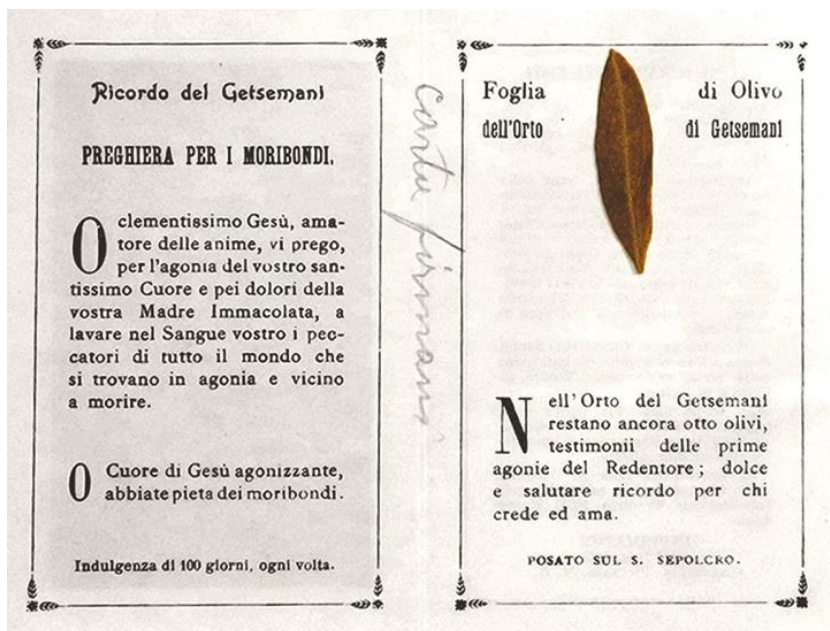 Ricordo del Getsemani
PREGHIERA PER I MORIBONDI.
O clementissimo Gesù, ama-
tore delle anime, vi prego,
per l'agonia del vostro san-
tissimo Cuore e pei dolori della
vostra Madre Immacolata, a
lavare nel Sangue vostro i pec-
catori di tutto il mondo che
si trovano in agonia e vicino
a morire.
O Cuore di Gesù agonizzante,
abbiate pieta dei moribondi.
Indulgenza di 100 giorni, ogni volta.
Foglia di Olivo
dell'Orto di Getsemani
Nell'Orto del Getsemani
restano ancora otto olivi,
testimonii delle prime
agonie del Redentore; dolce
e salutare ricordo per chi
crede ed ama.
POSATO SUL S. SEPOLCRO.